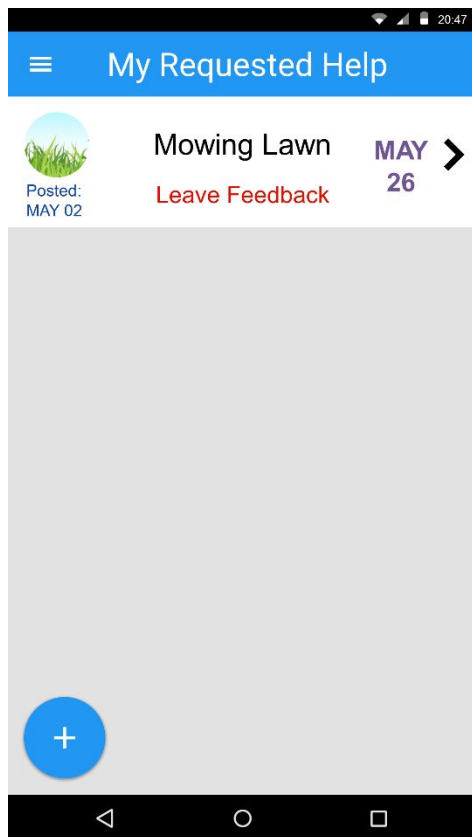 20:47
My Requested Help
Mowing Lawn
Leave Feedback
MAY
26
Posted:
MAY 02
+